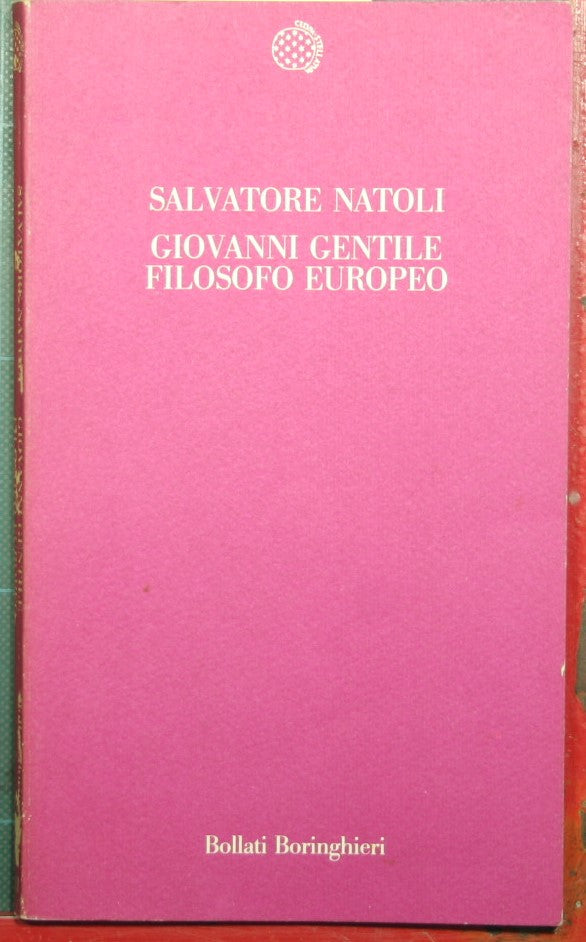 SALVATORE NATOLI
GIOVANNI GENTILE
FILOSOFO EUROPEO
Bollati Boringhieri